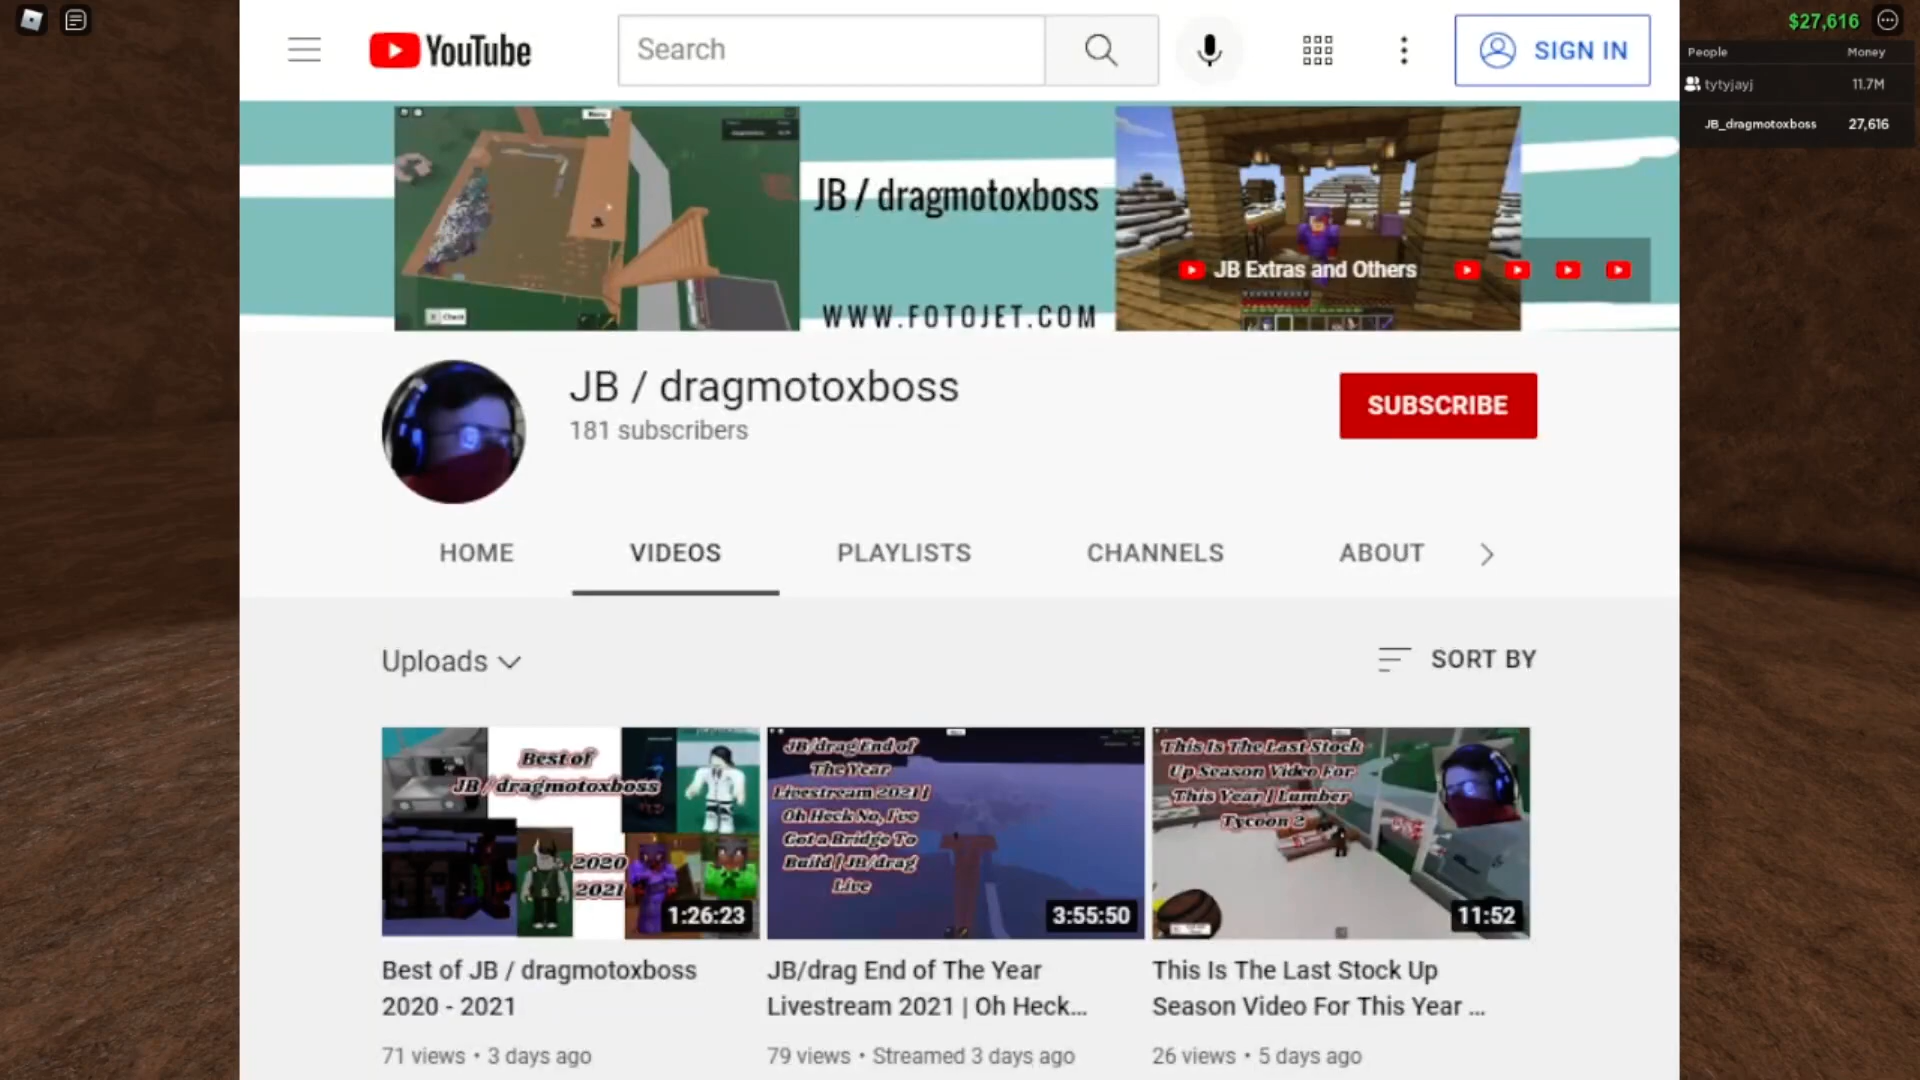 YouTube
Search
SIGN IN
$27,616
People Money
tytyjayj 11.7M
JB_dragmotoxboss 27,616
Menu
JB / dragmotoxboss
WWW.FOTOJET.COM
JB Extras and Others
JB / dragmotoxboss
181 subscribers
SUBSCRIBE
HOME VIDEOS PLAYLISTS CHANNELS ABOUT
Uploads
SORT BY
Best of
JB / dragmotoxboss
2020
2021
1:26:23
JB/drag End of
The Year
Livestream 2021 |
Oh Heck No, I've
Got a Bridge To
Build | JB/drag
Live
3:55:50
This Is The Last Stock
Up Season Video For
This Year | Lumber
Tycoon 2
11:52
Best of JB / dragmotoxboss
2020 - 2021
71 views • 3 days ago
JB/drag End of The Year
Livestream 2021 | Oh Heck...
79 views • Streamed 3 days ago
This Is The Last Stock Up
Season Video For This Year ...
26 views • 5 days ago